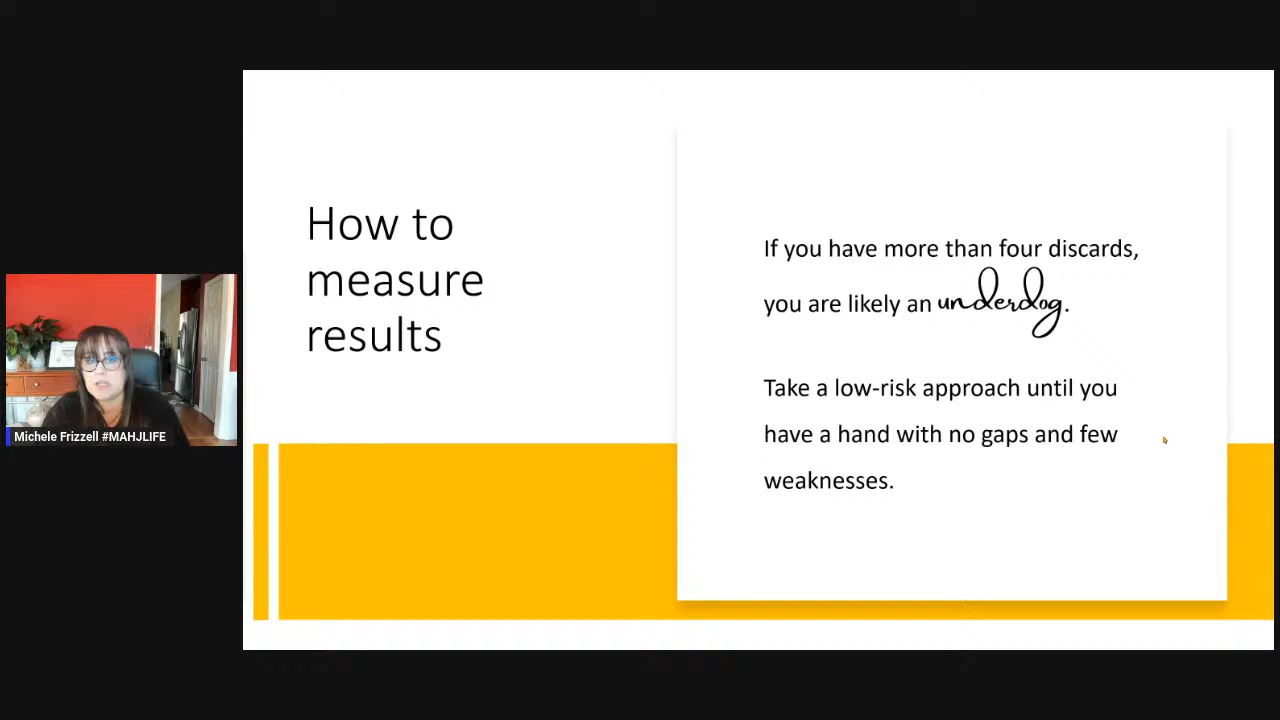 How to
measure
results
If you have more than four discards,
you are likely an underdog.
Take a low-risk approach until you
have a hand with no gaps and few
weaknesses.
Michele Frizzell #MAHJLIFE